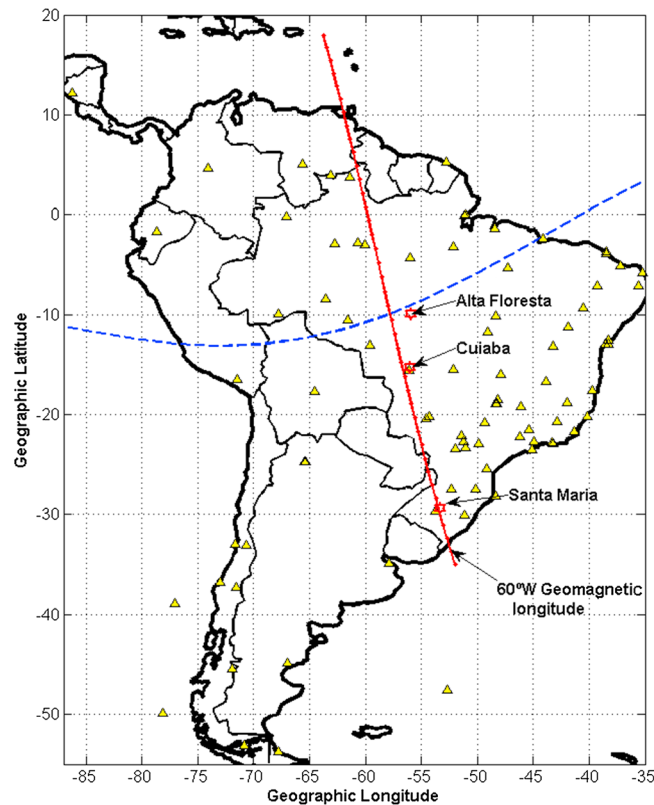 20
10
0
-10
-20
-30
-40
-50
Geographic Latitude
Alta Floresta
Cuiaba
Santa Maria
60ºW Geomagnetic
longitude
-85 -80 -75 -70 -65 -60 -55 -50 -45 -40 -35
Geographic Longitude